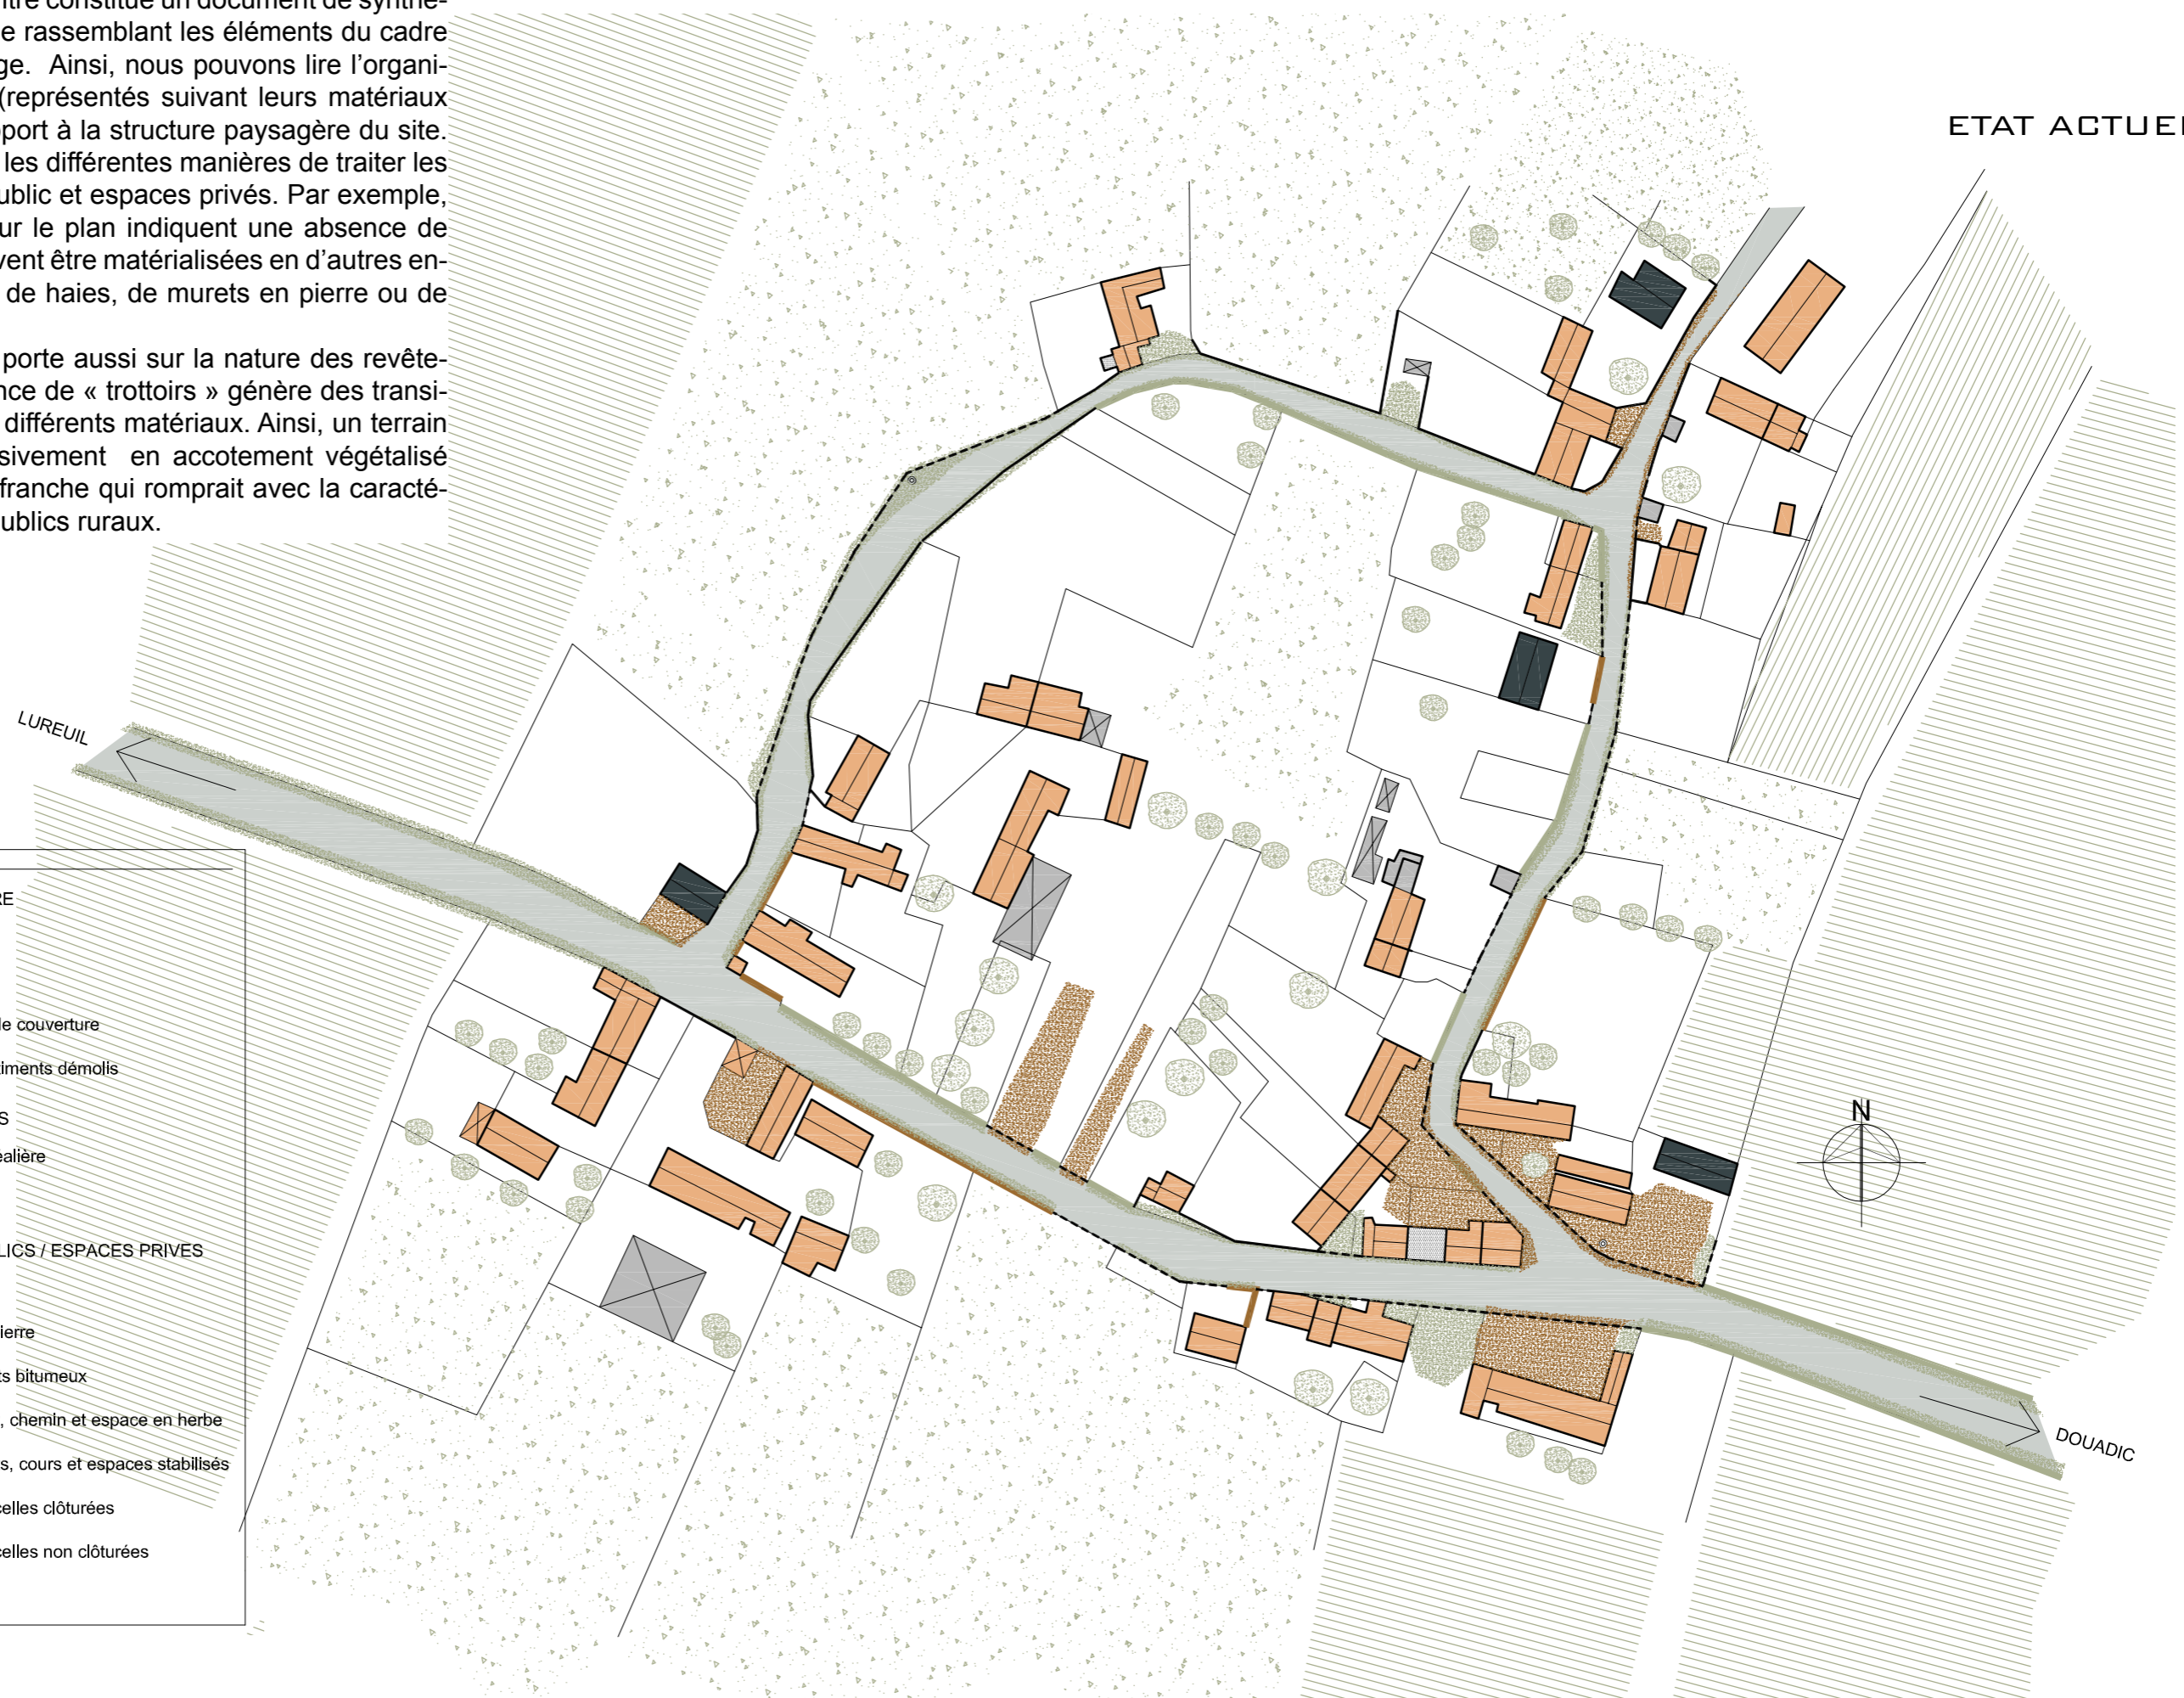 e rassemblant les éléments du cadre
ge. Ainsi, nous pouvons lire l’organi-
(représentés suivant leurs matériaux
port à la structure paysagère du site.
les différentes manières de traiter les
ublic et espaces privés. Par exemple,
ur le plan indiquent une absence de
vent être matérialisées en d’autres en-
de haies, de murets en pierre ou de
porte aussi sur la nature des revête-
nce de « trottoirs » génère des transi-
différents matériaux. Ainsi, un terrain
sivement en accotement végétalisé
franche qui romprait avec la caracté-
ublics ruraux.
ETAT ACTUE
LUREUIL
RE
de couverture
timents démolis
S
éalière
LICS / ESPACES PRIVES
ierre
ts bitumeux
, chemin et espace en herbe
s, cours et espaces stabilisés
celles clôturées
celles non clôturées
N
DOUADIC